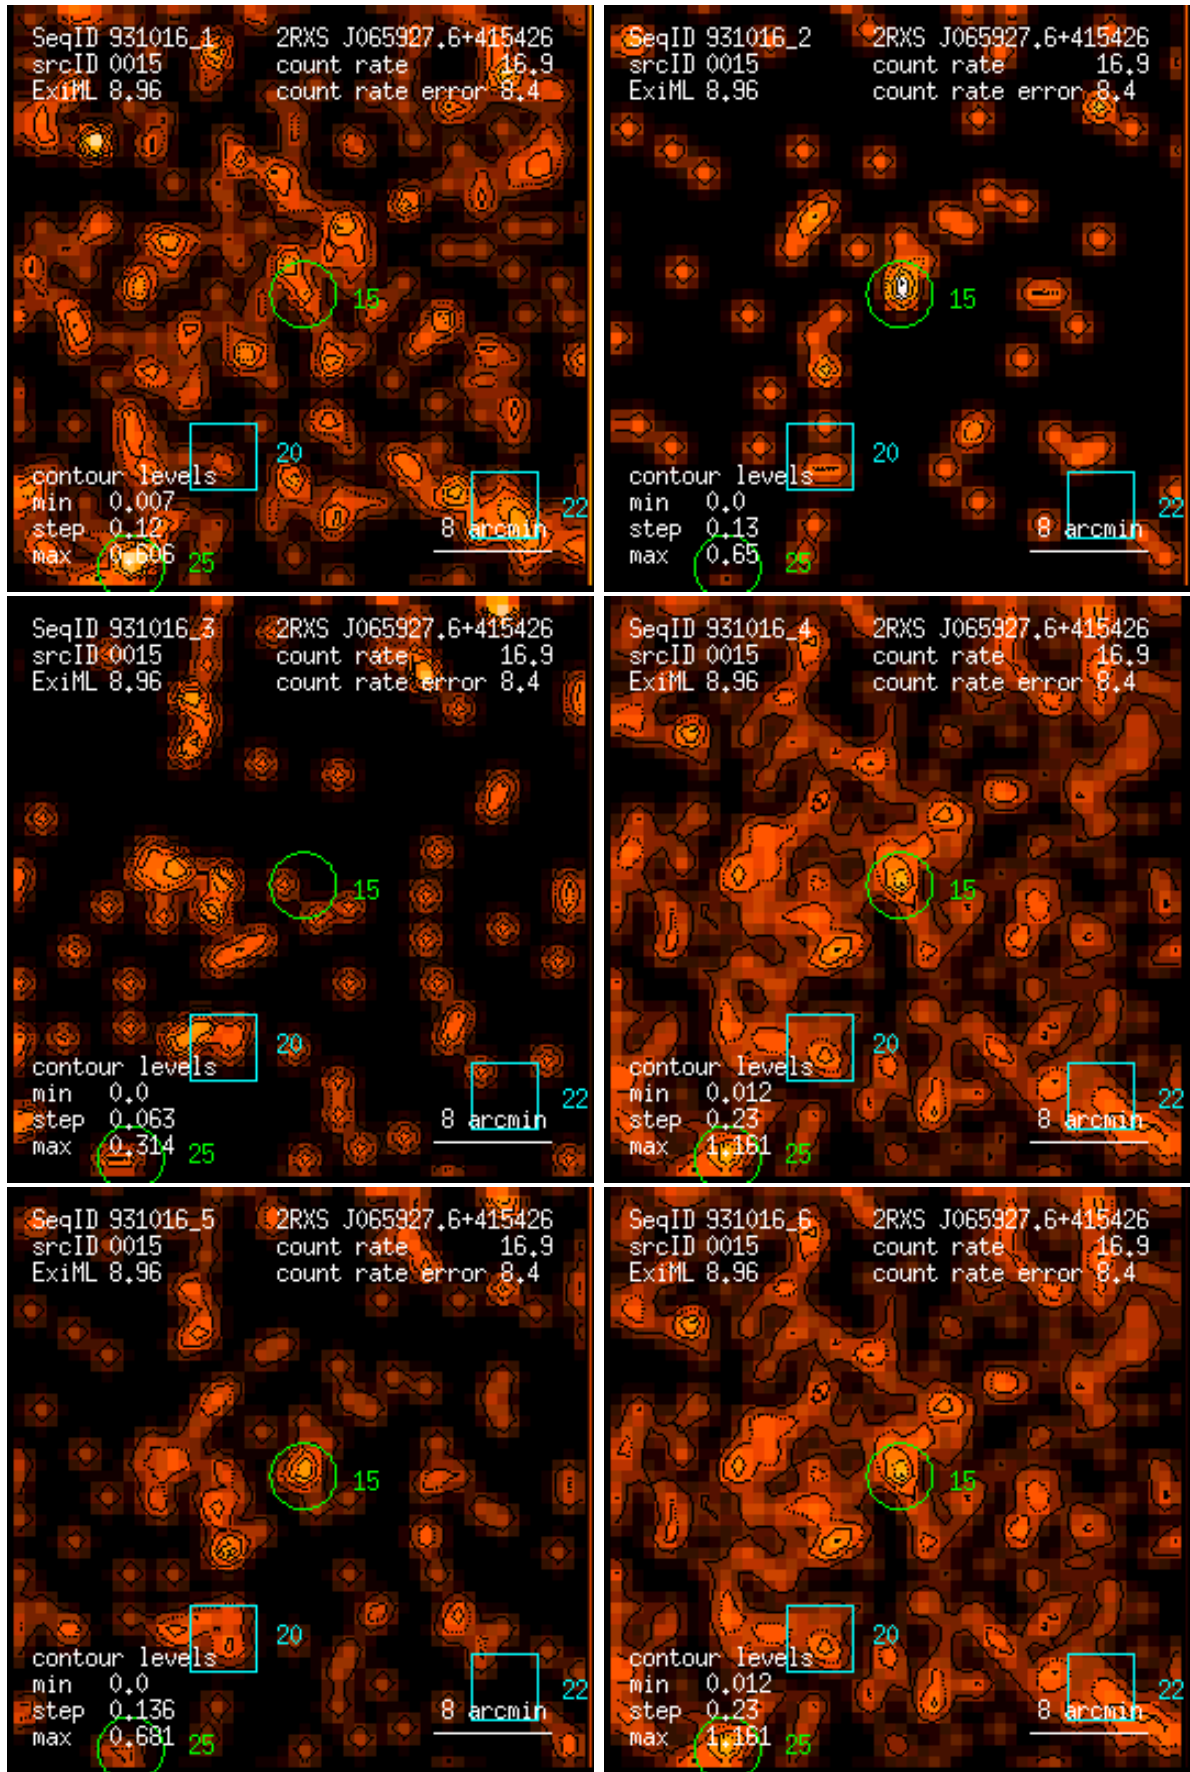 SeqID 931016_1 2RXS J065927.6+415426
srcID 0015 count rate 16.9
ExiML 8.96 count rate error 8.4
15
20
contour levels
min 0.007
22
step 0.12 8 arcmin
max 0.606 25
SeqID 931016_2 2RXS J065927.6+415426
srcID 0015 count rate 16.9
ExiML 8.96 count rate error 8.4
15
20
contour levels
min 0.0
22
step 0.13 8 arcmin
max 0.65 25
SeqID 931016_3 2RXS J065927.6+415426
srcID 0015 count rate 16.9
ExiML 8.96 count rate error 8.4
15
20
contour levels
min 0.0
22
step 0.063 8 arcmin
max 0.314 25
SeqID 931016_4 2RXS J065927.6+415426
srcID 0015 count rate 16.9
ExiML 8.96 count rate error 8.4
15
20
contour levels
min 0.012
22
step 0.23 8 arcmin
max 1.161 25
SeqID 931016_5 2RXS J065927.6+415426
srcID 0015 count rate 16.9
ExiML 8.96 count rate error 8.4
15
20
contour levels
min 0.0
22
step 0.136 8 arcmin
max 0.681 25
SeqID 931016_6 2RXS J065927.6+415426
srcID 0015 count rate 16.9
ExiML 8.96 count rate error 8.4
15
20
contour levels
min 0.012
22
step 0.23 8 arcmin
max 1.161 25